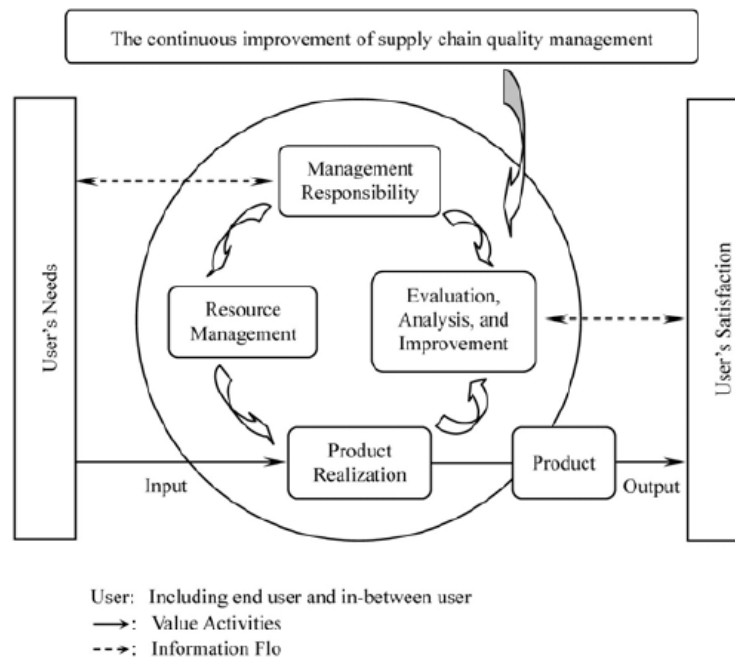 The continuous improvement of supply chain quality management
Management
Responsibility
User's Needs
Resource
Management
Evaluation,
Analysis, and
Improvement
User's Satisfaction
Product
Realization
Product
Input
Output
User: Including end user and in-between user
: Value Activities
: Information Flo